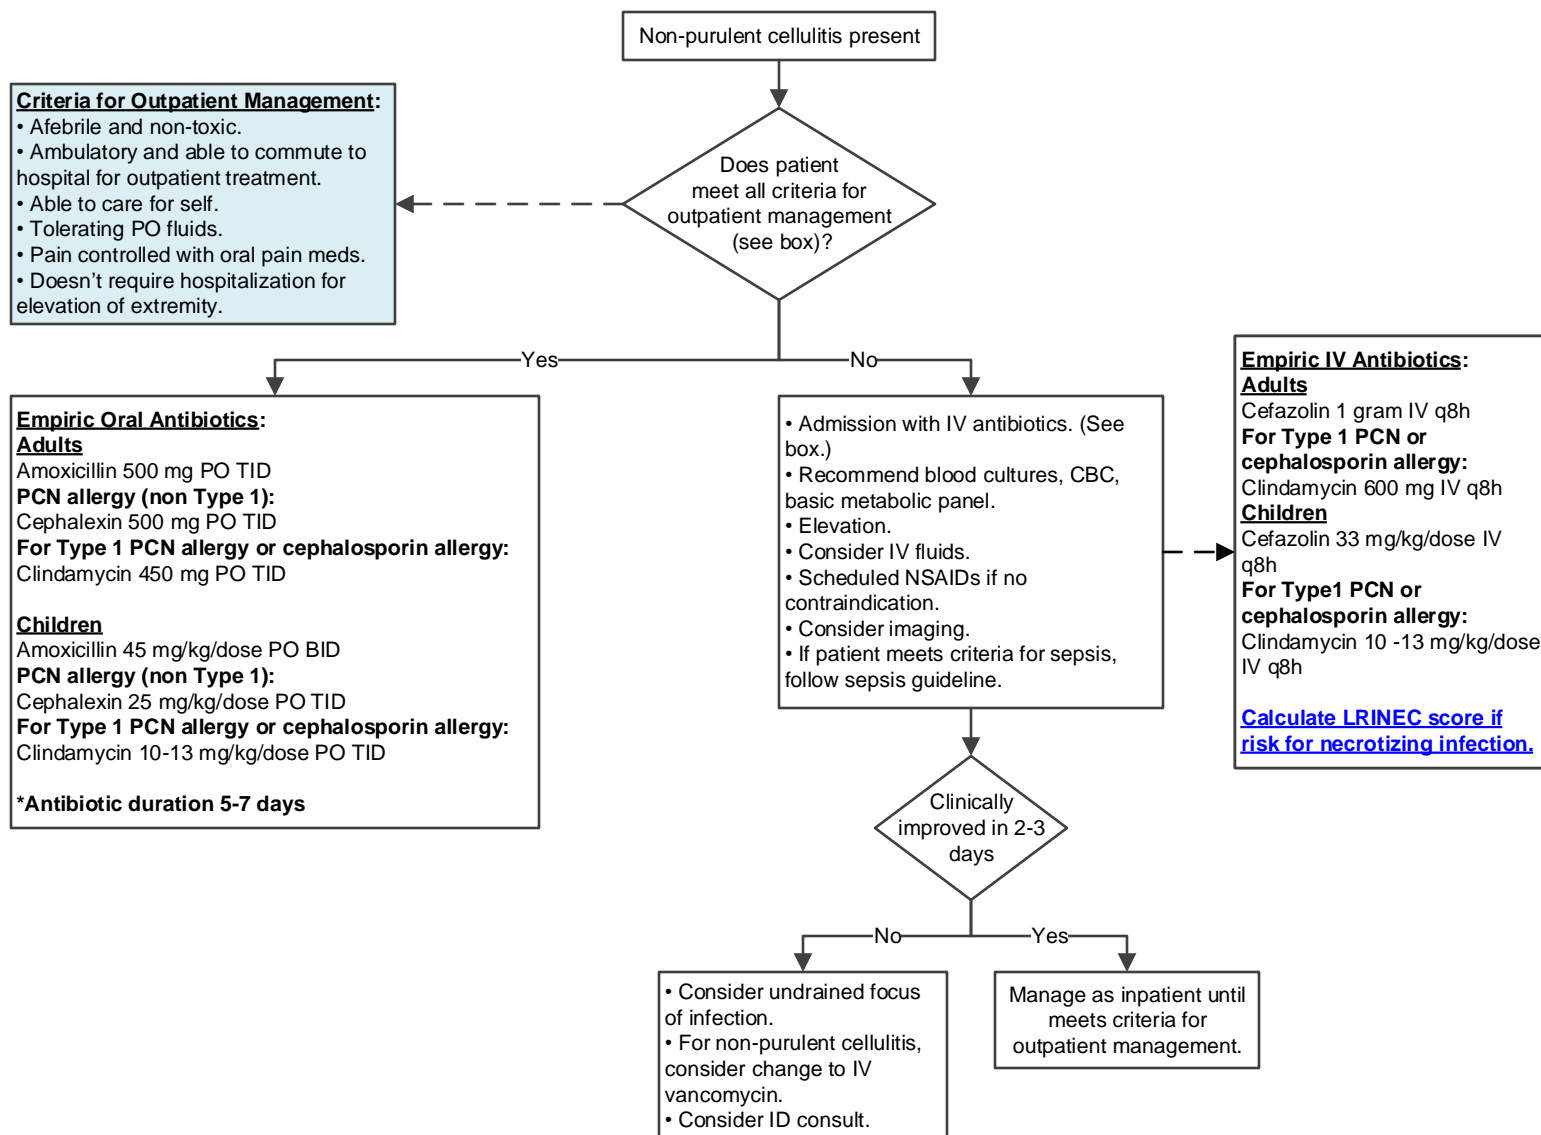 Non-purulent cellulitis present
Criteria for Outpatient Management:
• Afebrile and non-toxic.
• Ambulatory and able to commute to
hospital for outpatient treatment.
• Able to care for self.
• Tolerating PO fluids.
• Pain controlled with oral pain meds.
• Doesn't require hospitalization for
elevation of extremity.
Does patient
meet all criteria for
outpatient management
(see box)?
Yes
No
Empiric Oral Antibiotics:
Adults
Amoxicillin 500 mg PO TID
PCN allergy (non Type 1):
Cephalexin 500 mg PO TID
For Type 1 PCN allergy or cephalosporin allergy:
Clindamycin 450 mg PO TID
Children
Amoxicillin 45 mg/kg/dose PO BID
PCN allergy (non Type 1):
Cephalexin 25 mg/kg/dose PO TID
For Type 1 PCN allergy or cephalosporin allergy:
Clindamycin 10-13 mg/kg/dose PO TID
*Antibiotic duration 5-7 days
• Admission with IV antibiotics. (See
box.)
• Recommend blood cultures, CBC,
basic metabolic panel.
• Elevation.
• Consider IV fluids.
• Scheduled NSAIDs if no
contraindication.
• Consider imaging.
• If patient meets criteria for sepsis,
follow sepsis guideline.
Empiric IV Antibiotics:
Adults
Cefazolin 1 gram IV q8h
For Type 1 PCN or
cephalosporin allergy:
Clindamycin 600 mg IV q8h
Children
Cefazolin 33 mg/kg/dose IV
q8h
For Type1 PCN or
cephalosporin allergy:
Clindamycin 10 -13 mg/kg/dose
IV q8h
Calculate LRINEC score if
risk for necrotizing infection.
Clinically
improved in 2-3
days
No
Yes
• Consider undrained focus
of infection.
• For non-purulent cellulitis,
consider change to IV
vancomycin.
• Consider ID consult.
Manage as inpatient until
meets criteria for
outpatient management.